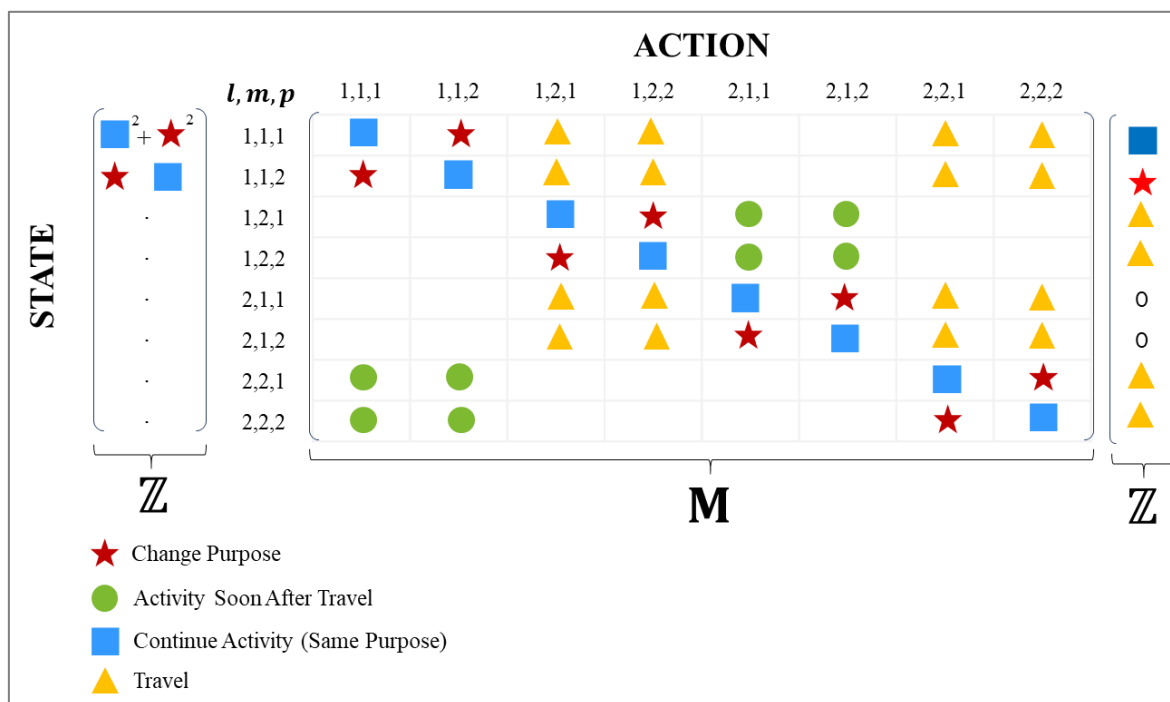 ACTION
l, m, p 1,1,1 1,1,2 1,2,1 1,2,2 2,1,1 2,1,2 2,2,1 2,2,2
2 + 2 1,1,1
1,1,2
1,2,1
1,2,2
2,1,1 0
2,1,2 0
2,2,1
2,2,2
STATE
ℤ M ℤ
Change Purpose
Activity Soon After Travel
Continue Activity (Same Purpose)
Travel